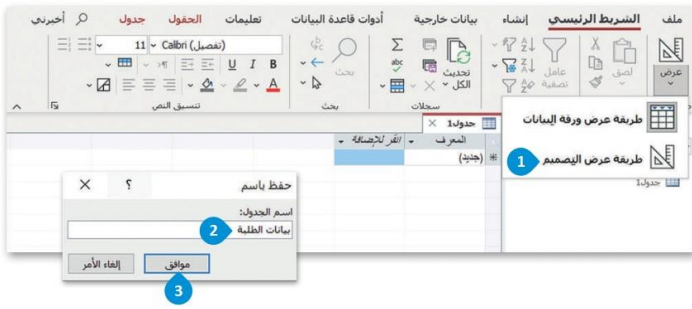 ملف الشريط الرئيسي إنشاء بيانات خارجية أدوات قاعدة البيانات تعليمات الحقول جدول أخبرني
عرض
لصق
عامل تصفية
تحديث الكل
بحث
Calibri (تفصيل) 11
B I U
سجلات بحث تنسيق النص
طريقة عرض ورقة البيانات
1 طريقة عرض التصميم
جدول1
جدول1 ×
المعرف انقر للإضافة
(جديد)
حفظ باسم ? ×
اسم الجدول:
2 بيانات الطلبة
موافق إلغاء الأمر
3